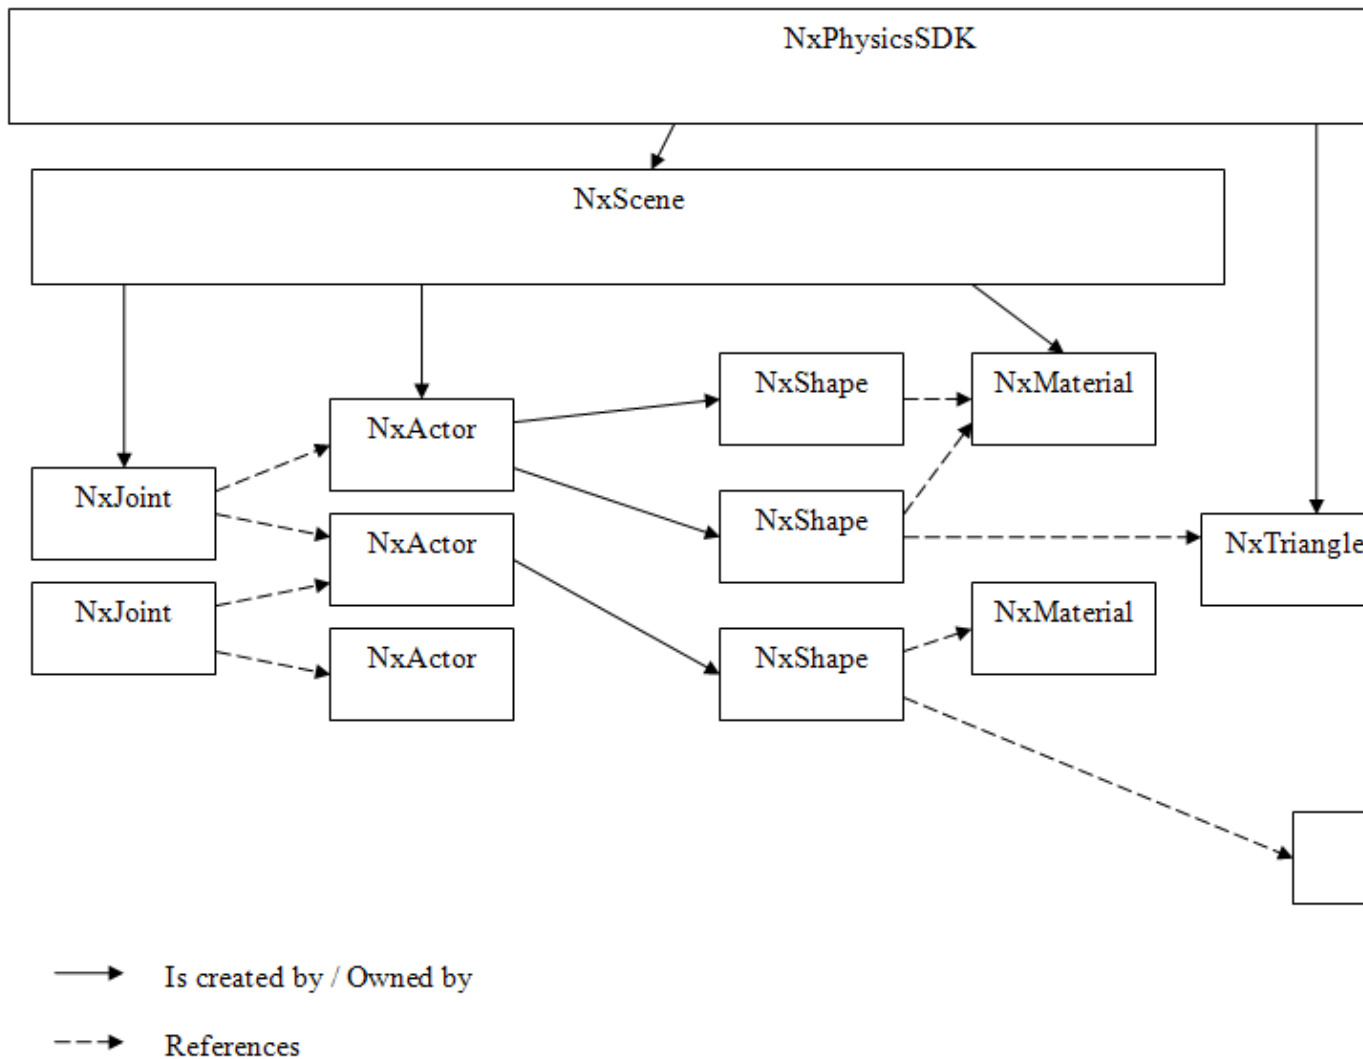 NxPhysicsSDK
NxScene
NxShape
NxMaterial
NxActor
NxJoint
NxShape
NxActor
NxTriangle
NxJoint
NxMaterial
NxActor
NxShape
Is created by / Owned by
References